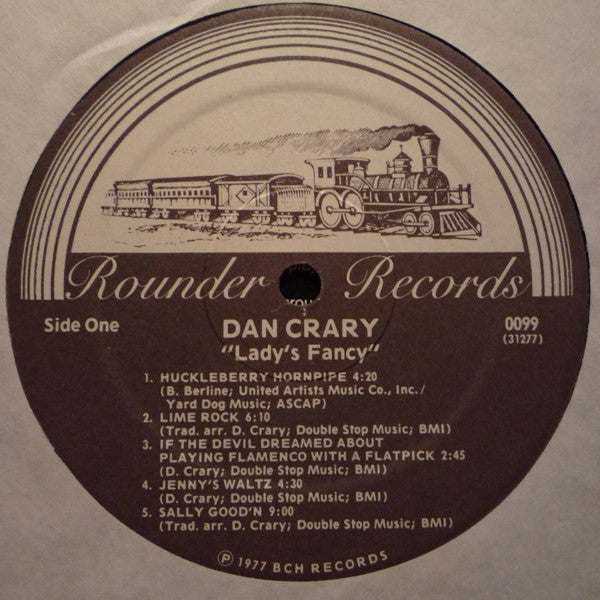 Rounder Records
Side One
DAN CRARY
"Lady's Fancy"
0099
(31277)
1. HUCKLEBERRY HORNPIPE 4:20
(B. Berline; United Artists Music Co., Inc./
Yard Dog Music; ASCAP)
2. LIME ROCK 6:10
(Trad. arr. D. Crary; Double Stop Music; BMI)
3. IF THE DEVIL DREAMED ABOUT
PLAYING FLAMENCO WITH A FLATPICK 2:45
(D. Crary; Double Stop Music; BMI)
4. JENNY'S WALTZ 4:30
(D. Crary; Double Stop Music; BMI)
5. SALLY GOOD'N 9:00
(Trad. arr. D. Crary; Double Stop Music; BMI)
℗ 1977 BCH RECORDS